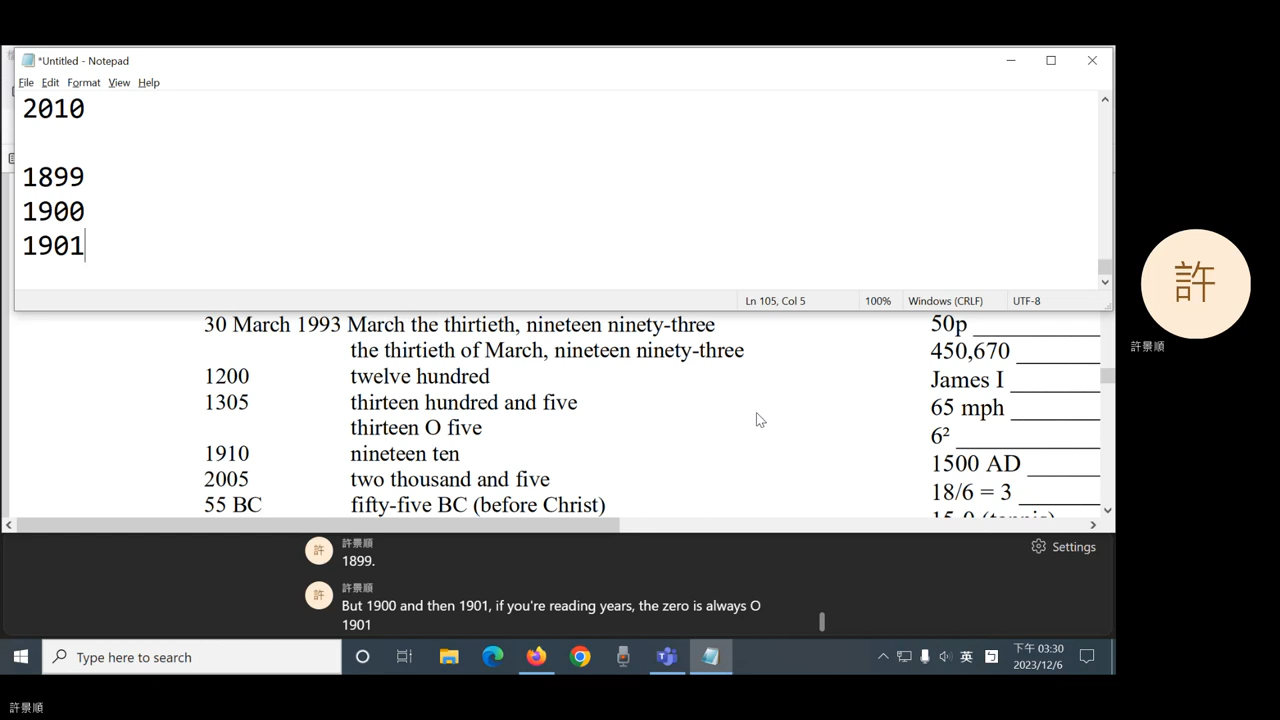 *Untitled - Notepad
File Edit Format View Help
2010
1899
1900
1901
Ln 105, Col 5 100% Windows (CRLF) UTF-8
30 March 1993 March the thirtieth, nineteen ninety-three
the thirtieth of March, nineteen ninety-three
1200 twelve hundred
1305 thirteen hundred and five
thirteen O five
1910 nineteen ten
2005 two thousand and five
55 BC fifty-five BC (before Christ)
50p
450,670
James I
65 mph
6²
1500 AD
18/6 = 3
15-0 (tennis)
許
許景順
許 許景順
1899.
許 許景順
But 1900 and then 1901, if you're reading years, the zero is always O
1901
Settings
Type here to search
英
下午 03:30
2023/12/6
許景順